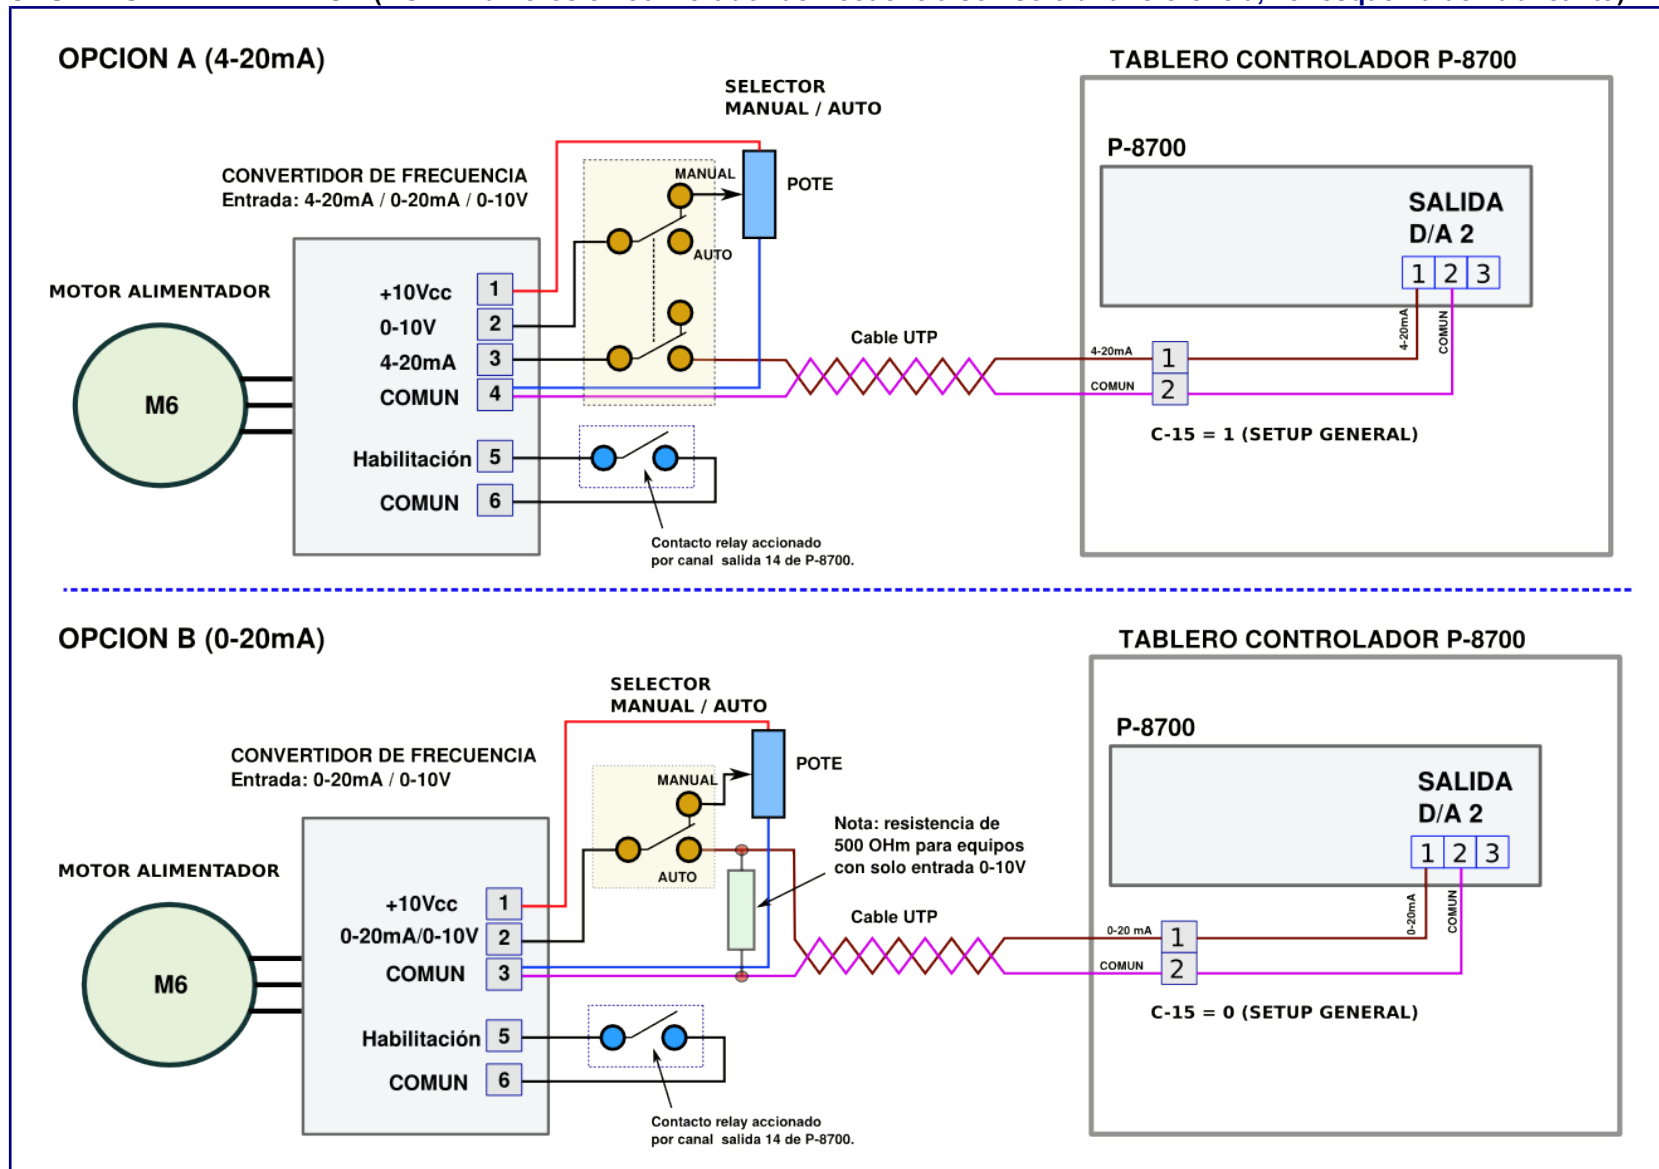 OPCION A (4-20mA)
TABLERO CONTROLADOR P-8700
SELECTOR
MANUAL / AUTO
P-8700
CONVERTIDOR DE FRECUENCIA
Entrada: 4-20mA / 0-20mA / 0-10V
MANUAL
POTE
AUTO
SALIDA
D/A 2
1 2 3
MOTOR ALIMENTADOR
M6
+10Vcc 1
0-10V 2
4-20mA 3
COMUN 4
Habilitación 5
COMUN 6
Cable UTP
4-20mA
COMUN
4-20mA 1
COMUN 2
C-15 = 1 (SETUP GENERAL)
Contacto relay accionado
por canal salida 14 de P-8700.
OPCION B (0-20mA)
TABLERO CONTROLADOR P-8700
SELECTOR
MANUAL / AUTO
P-8700
CONVERTIDOR DE FRECUENCIA
Entrada: 0-20mA / 0-10V
MANUAL
POTE
AUTO
SALIDA
D/A 2
1 2 3
Nota: resistencia de
500 OHm para equipos
con solo entrada 0-10V
MOTOR ALIMENTADOR
M6
+10Vcc 1
0-20mA/0-10V 2
COMUN 3
Habilitación 5
COMUN 6
Cable UTP
0-20mA
COMUN
0-20 mA 1
COMUN 2
C-15 = 0 (SETUP GENERAL)
Contacto relay accionado
por canal salida 14 de P-8700.